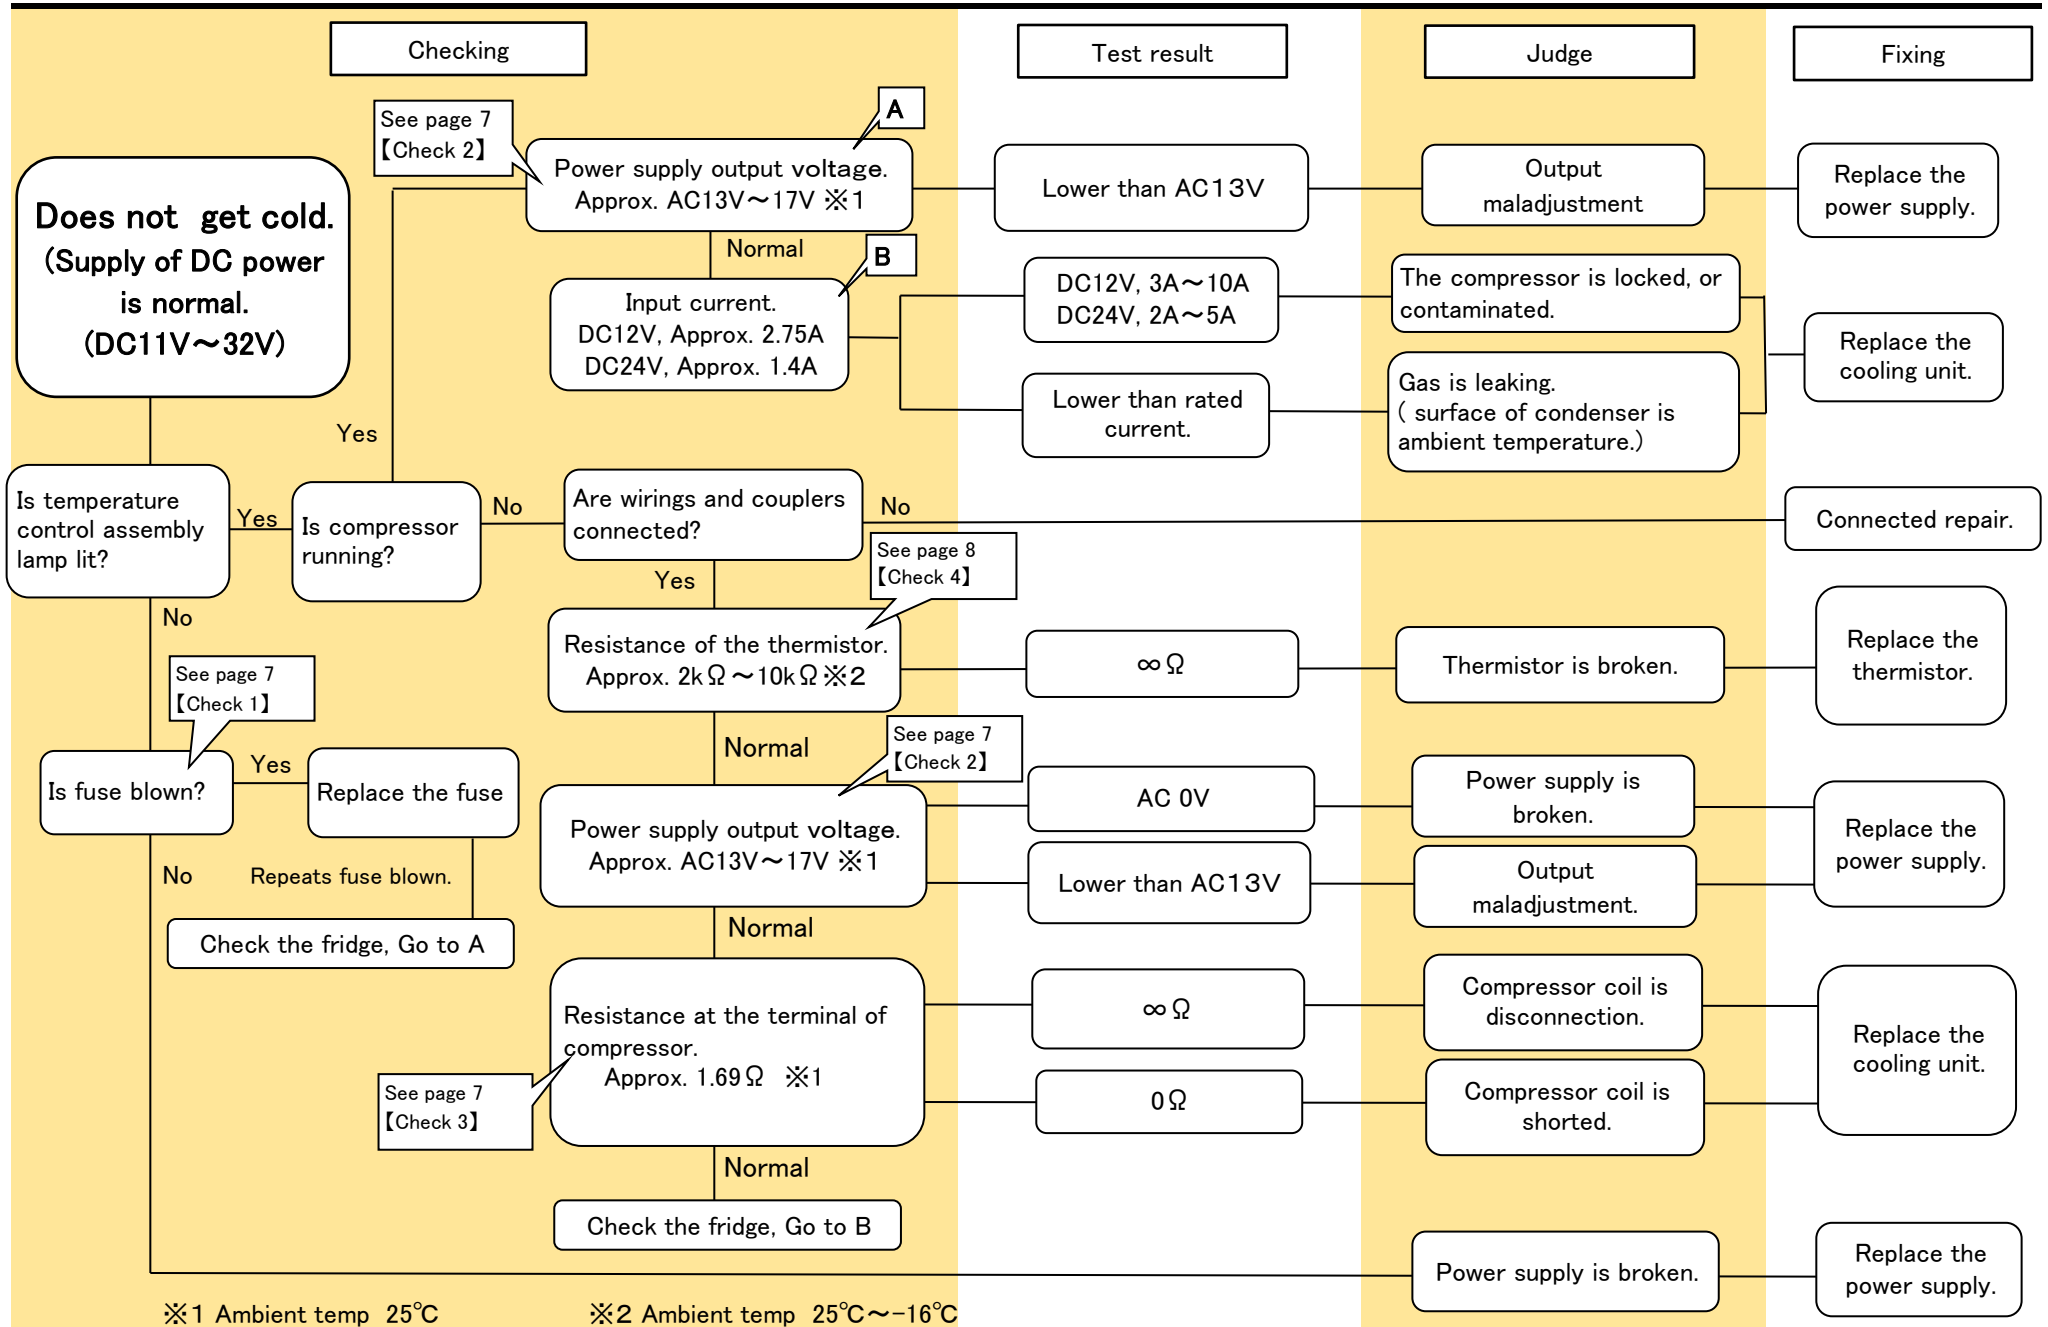 Checking
Test result
Judge
Fixing
See page 7
【Check 2】
A
Power supply output voltage.
Approx. AC13V～17V ※1
Lower than AC13V
Output
maladjustment
Replace the
power supply.
Does not get cold.
(Supply of DC power
is normal.
(DC11V～32V)
Normal
B
Input current.
DC12V, Approx. 2.75A
DC24V, Approx. 1.4A
DC12V, 3A～10A
DC24V, 2A～5A
The compressor is locked, or
contaminated.
Replace the
cooling unit.
Lower than rated
current.
Gas is leaking.
( surface of condenser is
ambient temperature.)
Yes
Is temperature
control assembly
lamp lit?
Yes
Is compressor
running?
No
Are wirings and couplers
connected?
No
Connected repair.
See page 8
【Check 4】
Yes
No
Resistance of the thermistor.
Approx. 2kΩ～10kΩ※2
∞Ω
Thermistor is broken.
Replace the
thermistor.
See page 7
【Check 1】
Normal
See page 7
【Check 2】
Is fuse blown?
Yes
Replace the fuse
Power supply output voltage.
Approx. AC13V～17V ※1
AC 0V
Power supply is
broken.
Replace the
power supply.
Lower than AC13V
Output
maladjustment.
No
Repeats fuse blown.
Check the fridge, Go to A
Normal
Resistance at the terminal of
compressor.
Approx. 1.69Ω ※1
See page 7
【Check 3】
∞Ω
Compressor coil is
disconnection.
Replace the
cooling unit.
0Ω
Compressor coil is
shorted.
Normal
Check the fridge, Go to B
Power supply is broken.
Replace the
power supply.
※1 Ambient temp 25℃
※2 Ambient temp 25℃～-16℃